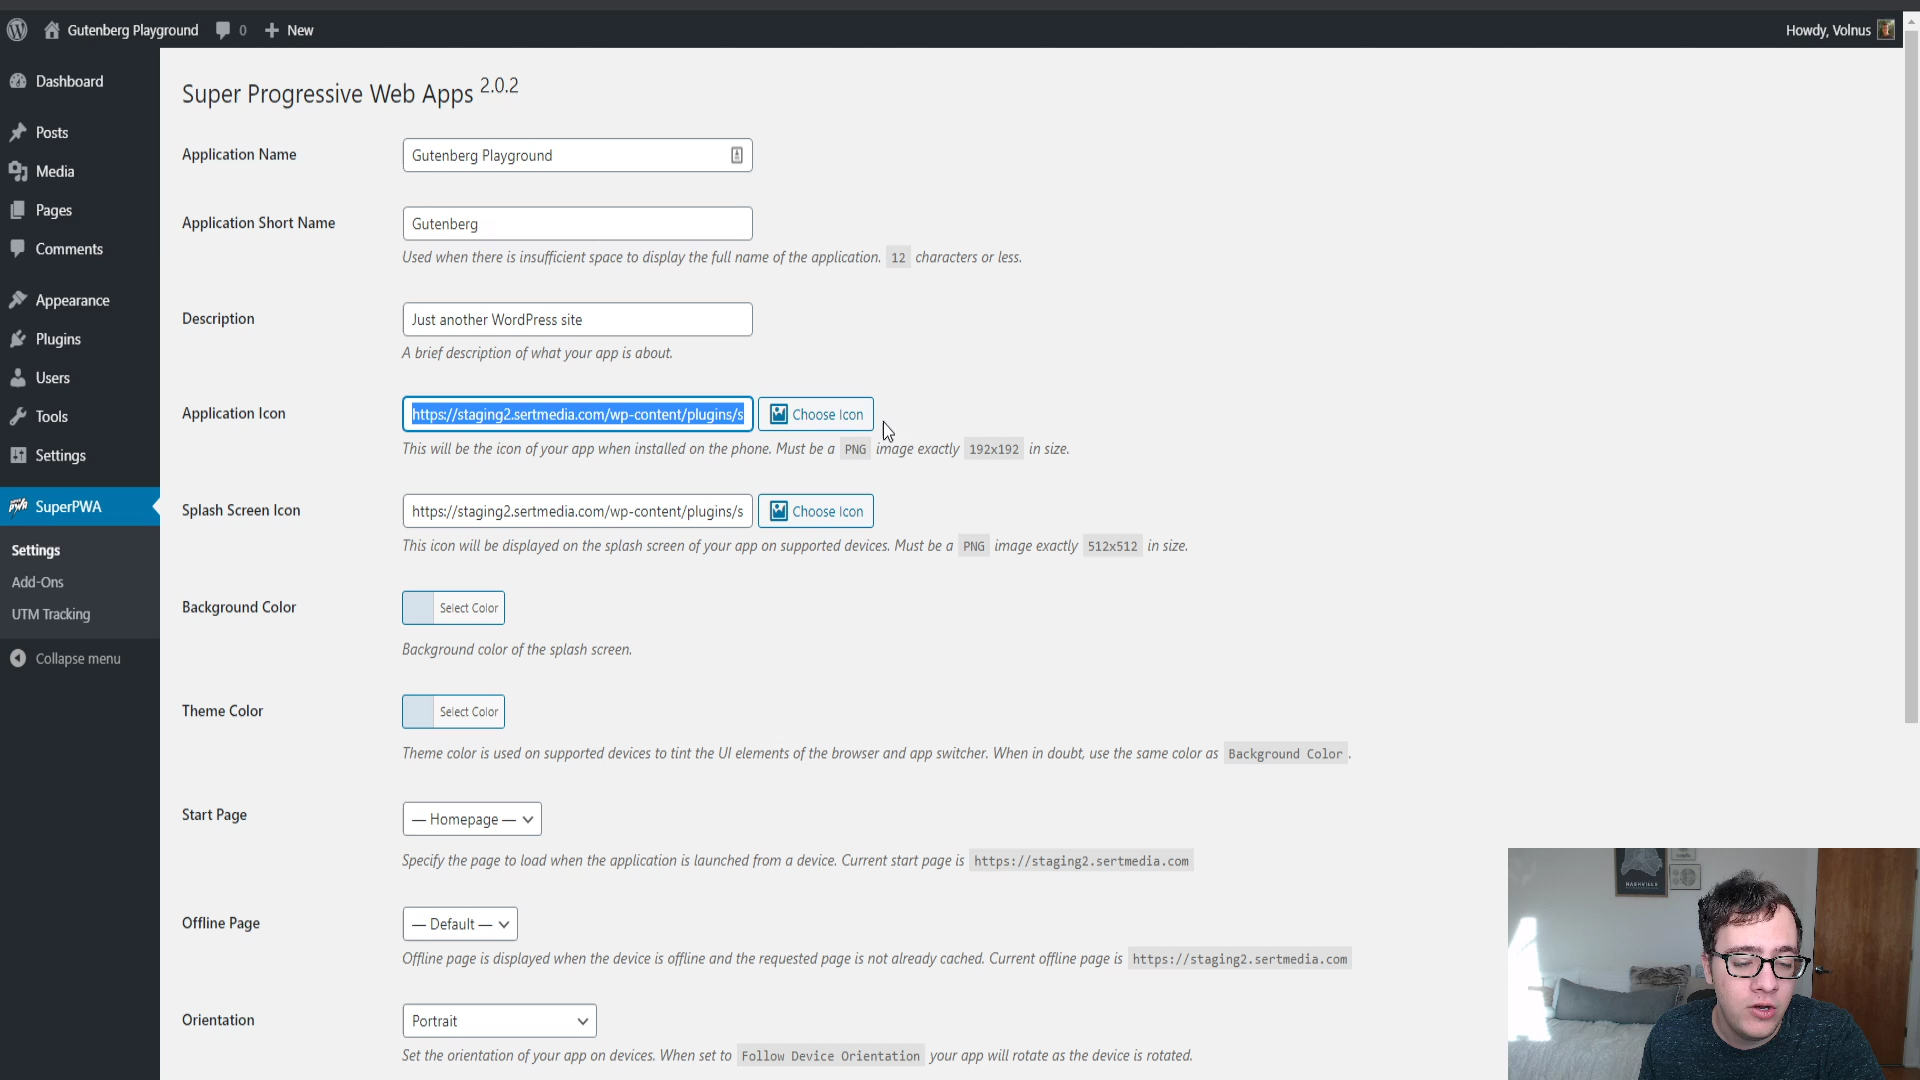 Gutenberg Playground
0
New
Howdy, Volnus
Dashboard
Posts
Media
Pages
Comments
Appearance
Plugins
Users
Tools
Settings
SuperPWA
Settings
Add-Ons
UTM Tracking
Collapse menu
Super Progressive Web Apps 2.0.2
Application Name
Gutenberg Playground
Application Short Name
Gutenberg
Used when there is insufficient space to display the full name of the application. 12 characters or less.
Description
Just another WordPress site
A brief description of what your app is about.
Application Icon
https://staging2.sertmedia.com/wp-content/plugins/s
Choose Icon
This will be the icon of your app when installed on the phone. Must be a PNG image exactly 192x192 in size.
Splash Screen Icon
https://staging2.sertmedia.com/wp-content/plugins/s
Choose Icon
This icon will be displayed on the splash screen of your app on supported devices. Must be a PNG image exactly 512x512 in size.
Background Color
Select Color
Background color of the splash screen.
Theme Color
Select Color
Theme color is used on supported devices to tint the UI elements of the browser and app switcher. When in doubt, use the same color as Background Color .
Start Page
— Homepage —
Specify the page to load when the application is launched from a device. Current start page is https://staging2.sertmedia.com
Offline Page
— Default —
Offline page is displayed when the device is offline and the requested page is not already cached. Current offline page is https://staging2.sertmedia.com
Orientation
Portrait
Set the orientation of your app on devices. When set to Follow Device Orientation your app will rotate as the device is rotated.
NASHVILLE